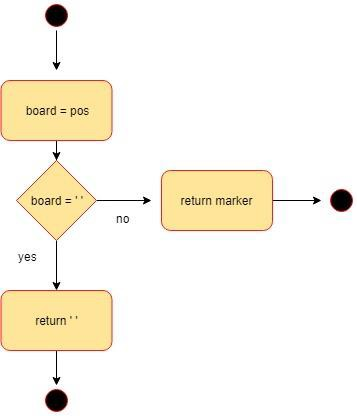 board = pos
board = ' '
return marker
no
yes
return ' '